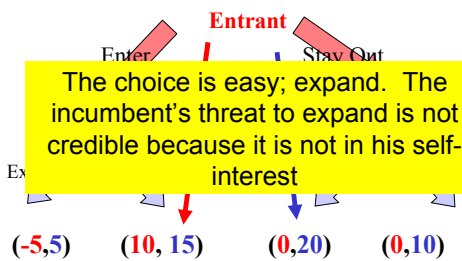 Entrant
Enter Stay Out
The choice is easy; expand. The
incumbent's threat to expand is not
credible because it is not in his self-
interest
Ex
(-5,5) (10, 15) (0,20) (0,10)